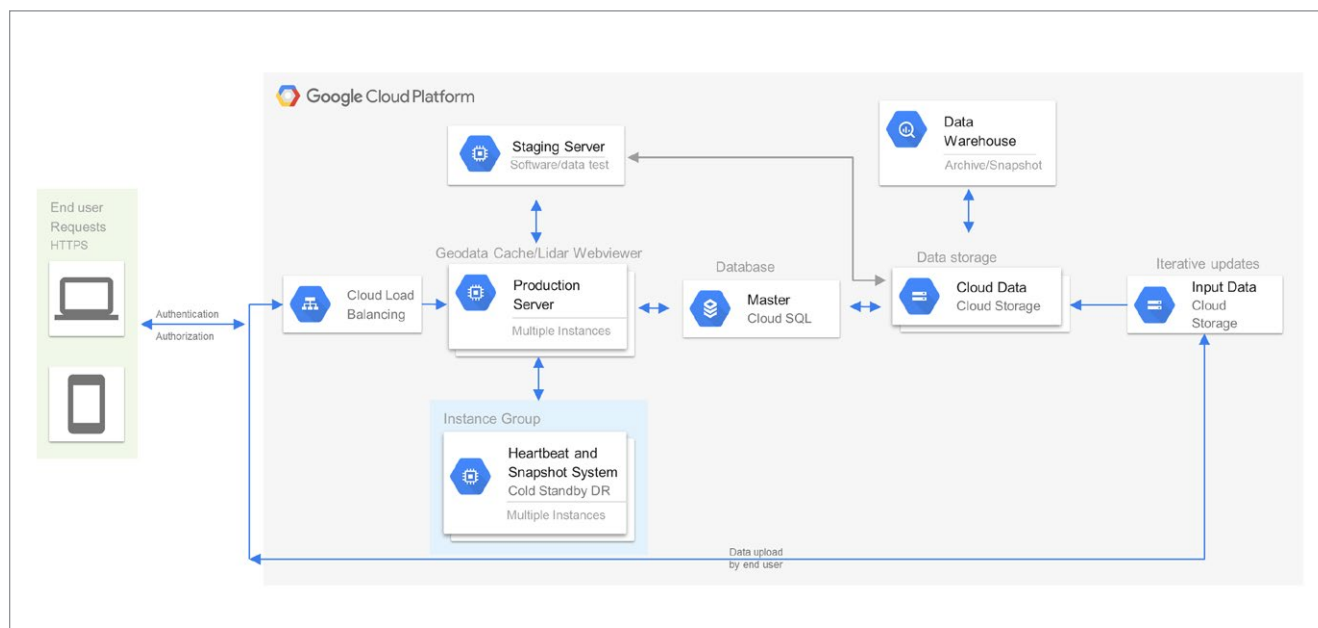 Google Cloud Platform
End user
Requests
HTTPS
Authentication
Authorization
Cloud Load
Balancing
Staging Server
Software/data test
Geodata Cache/Lidar Webviewer
Production
Server
Multiple Instances
Instance Group
Heartbeat and
Snapshot System
Cold Standby DR
Multiple Instances
Database
Master
Cloud SQL
Data
Warehouse
Archive/Snapshot
Data storage
Cloud Data
Cloud Storage
Iterative updates
Input Data
Cloud
Storage
Data upload
by end user